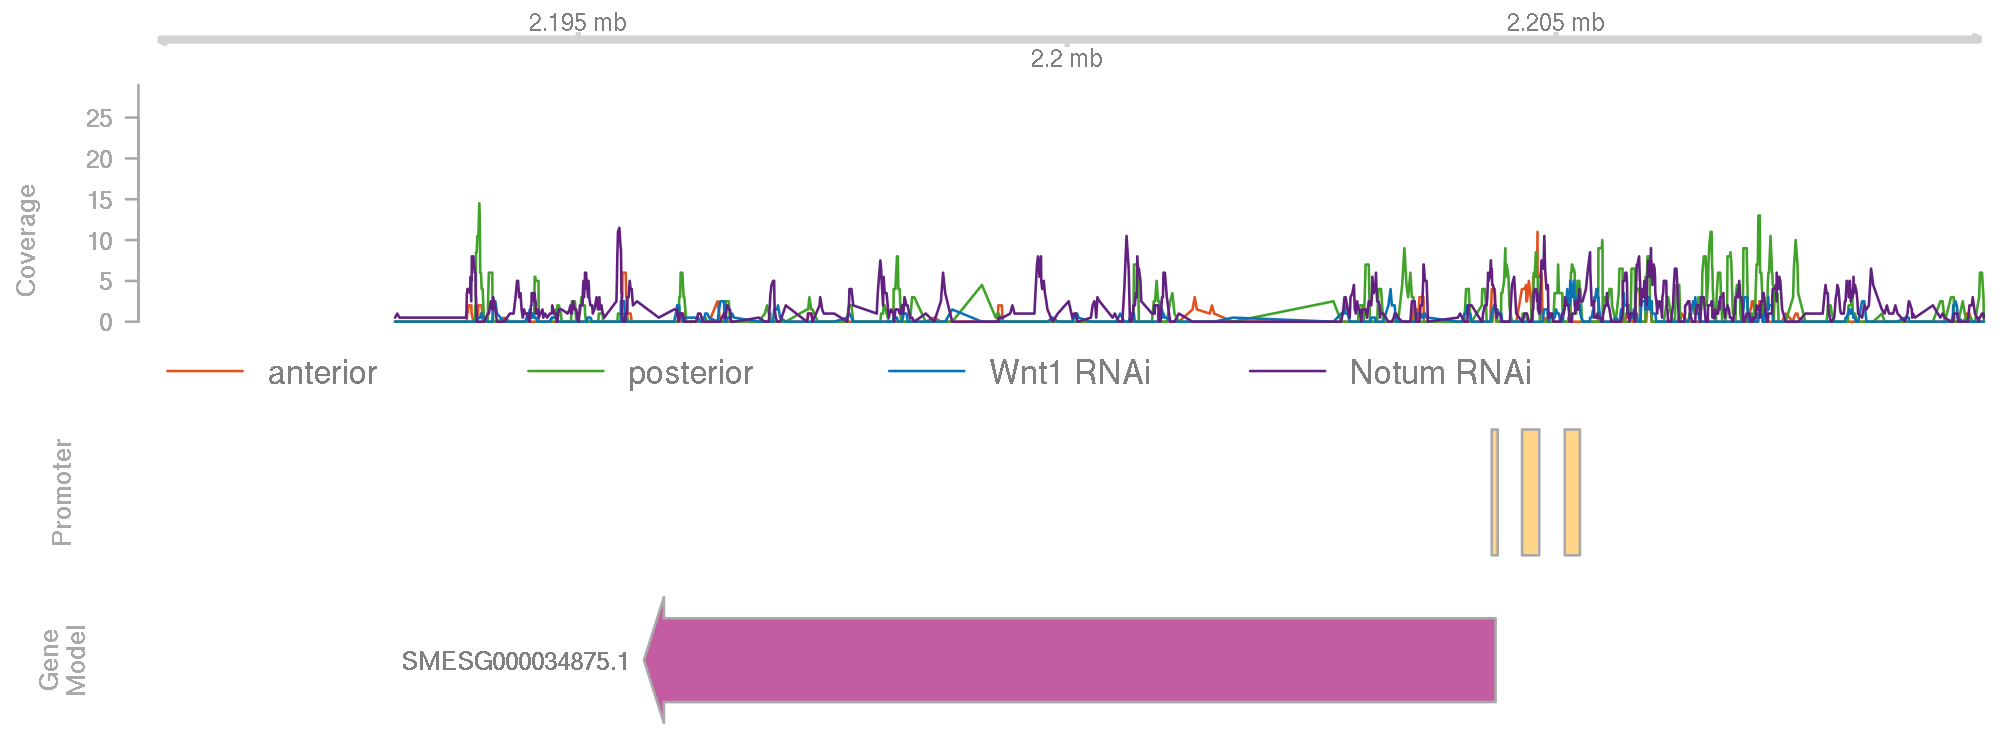 2.195 mb
2.205 mb
2.2 mb
Coverage
25
20
15
10
5
0
anterior
posterior
Wnt1 RNAi
Notum RNAi
Promoter
Gene
Model
SMESG000034875.1